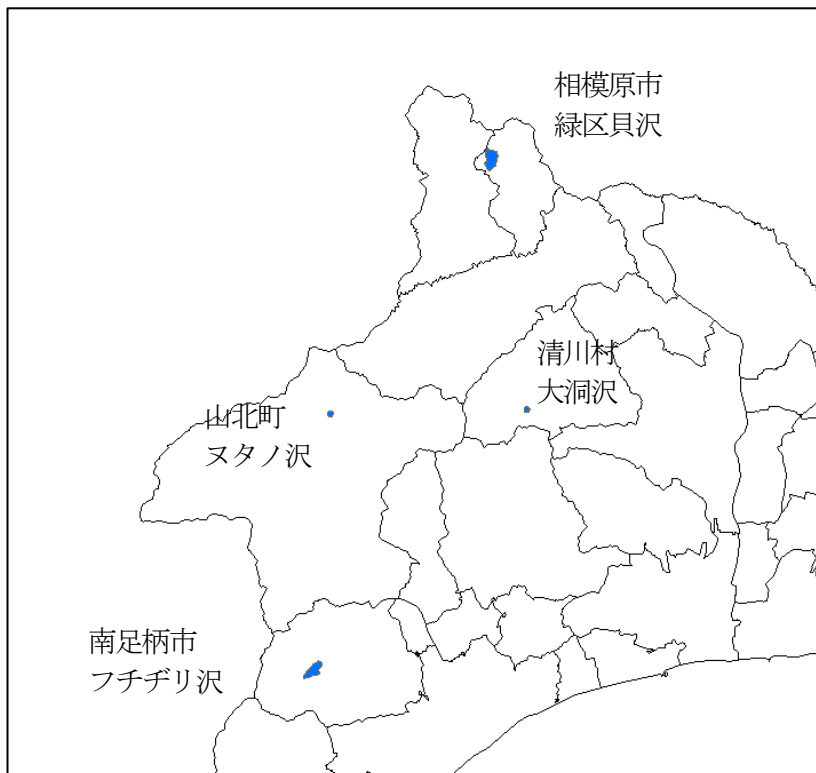 相模原市
緑区貝沢
清川村
大洞沢
山北町
ヌタノ沢
南足柄市
フチヂリ沢